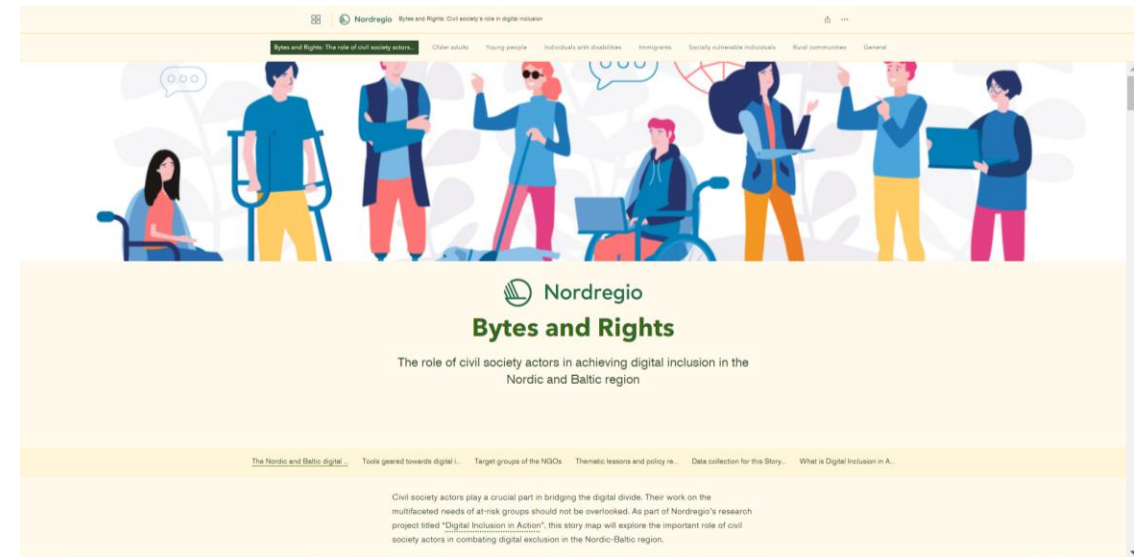 Nordregio Bytes and Rights: Civil society's role in digital inclusion
Bytes and Rights: The role of civil society actors... Older adults Young people Individuals with disabilities Immigrants Socially vulnerable individuals Rural communities General
Nordregio
Bytes and Rights
The role of civil society actors in achieving digital inclusion in the
Nordic and Baltic region
The Nordic and Baltic digital ... Tools geared towards digital i... Target groups of the NGOs Thematic lessons and policy re... Data collection for this Story... What is Digital Inclusion in A...
Civil society actors play a crucial part in bridging the digital divide. Their work on the
multifaceted needs of at-risk groups should not be overlooked. As part of Nordregio's research
project titled "Digital Inclusion in Action", this story map will explore the important role of civil
society actors in combating digital exclusion in the Nordic-Baltic region.